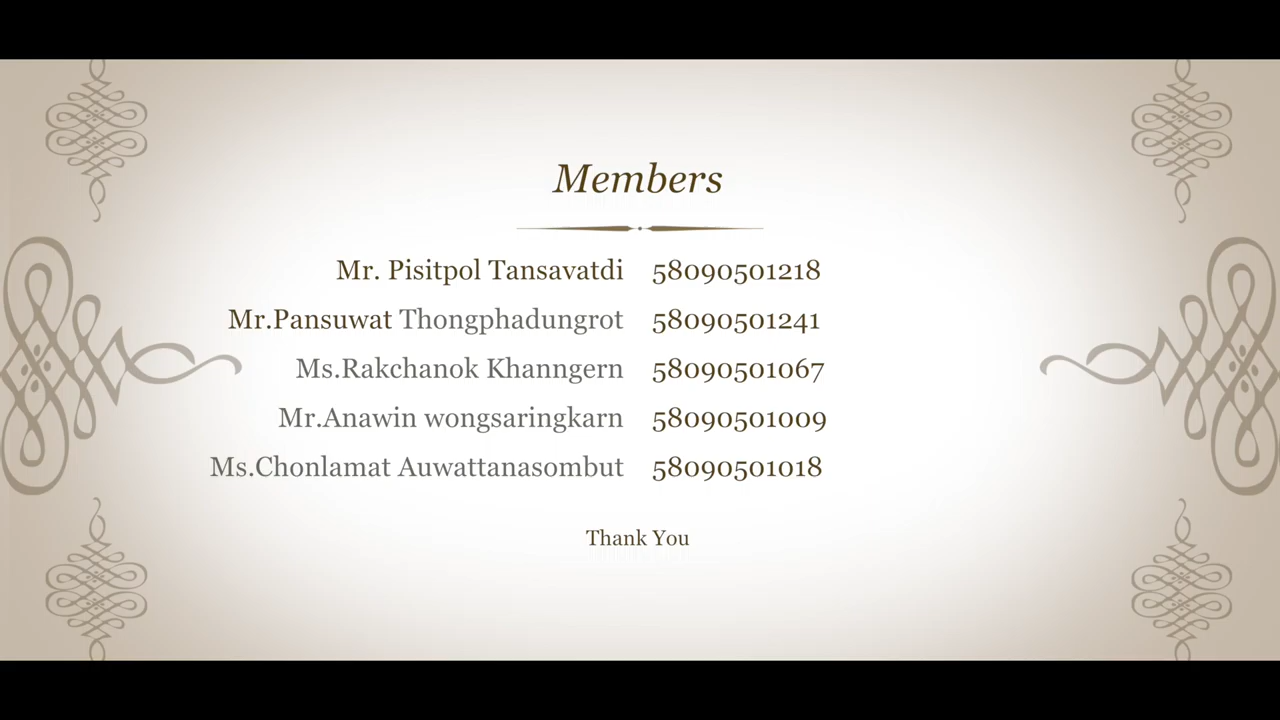 Members
Mr. Pisitpol Tansavatdi 58090501218
Mr.Pansuwat Thongphadungrot 58090501241
Ms.Rakchanok Khanngern 58090501067
Mr.Anawin wongsaringkarn 58090501009
Ms.Chonlamat Auwattanasombut 58090501018
Thank You